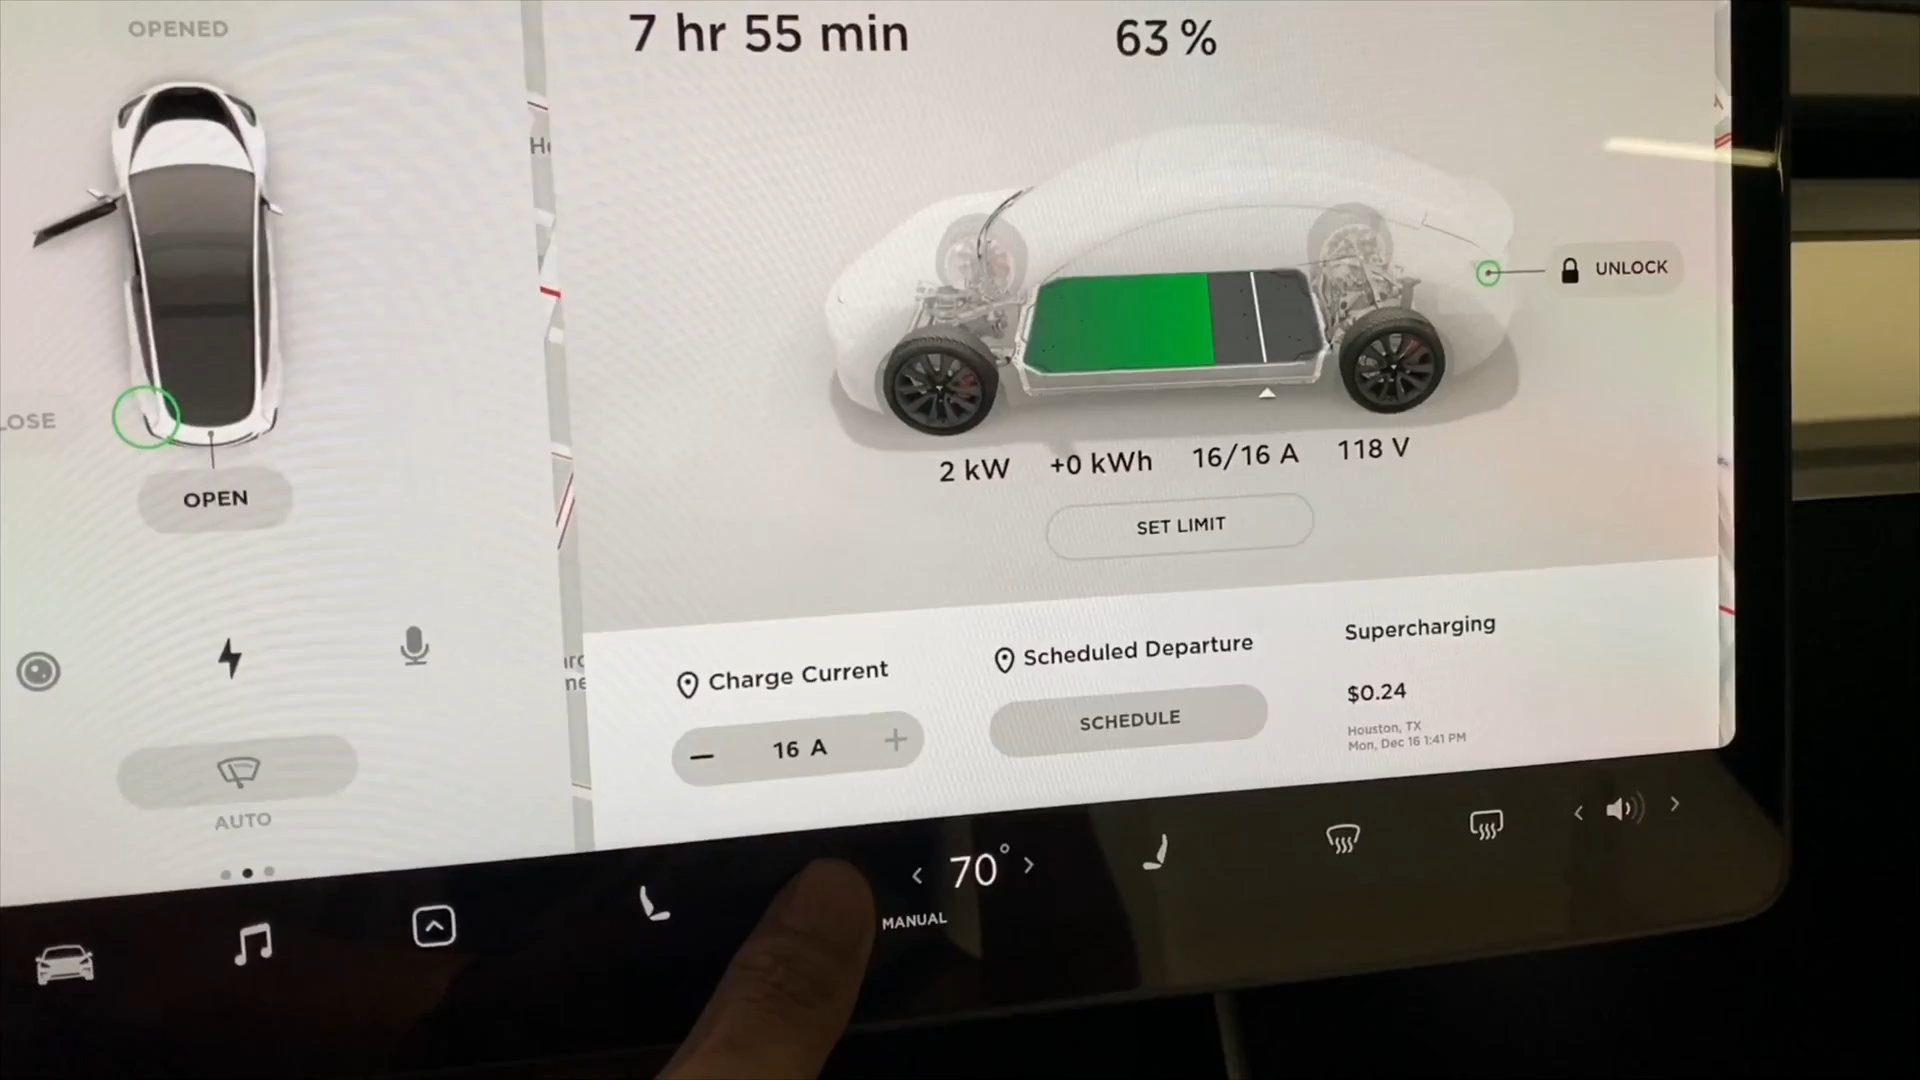 OPENED
7 hr 55 min
63 %
UNLOCK
LOSE
OPEN
2 kW +0 kWh 16/16 A 118 V
SET LIMIT
Charge Current
Scheduled Departure
Supercharging
16 A
SCHEDULE
$0.24
Houston, TX
Mon, Dec 16 1:41 PM
AUTO
70°
MANUAL